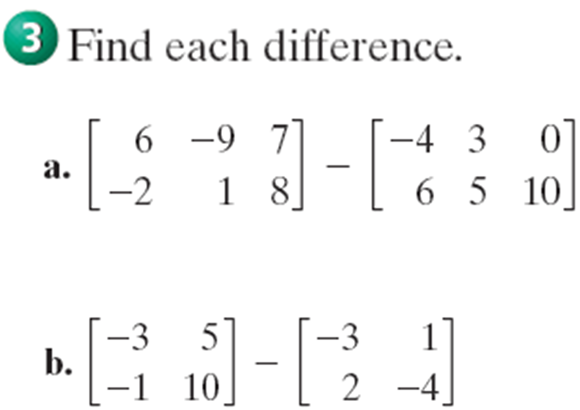 3 Find each difference.
a. [ 6 −9 7 ] − [ −4 3 0 ]
[ −2 1 8 ] [ 6 5 10 ]
b. [ −3 5 ] − [ −3 1 ]
[ −1 10 ] [ 2 −4 ]